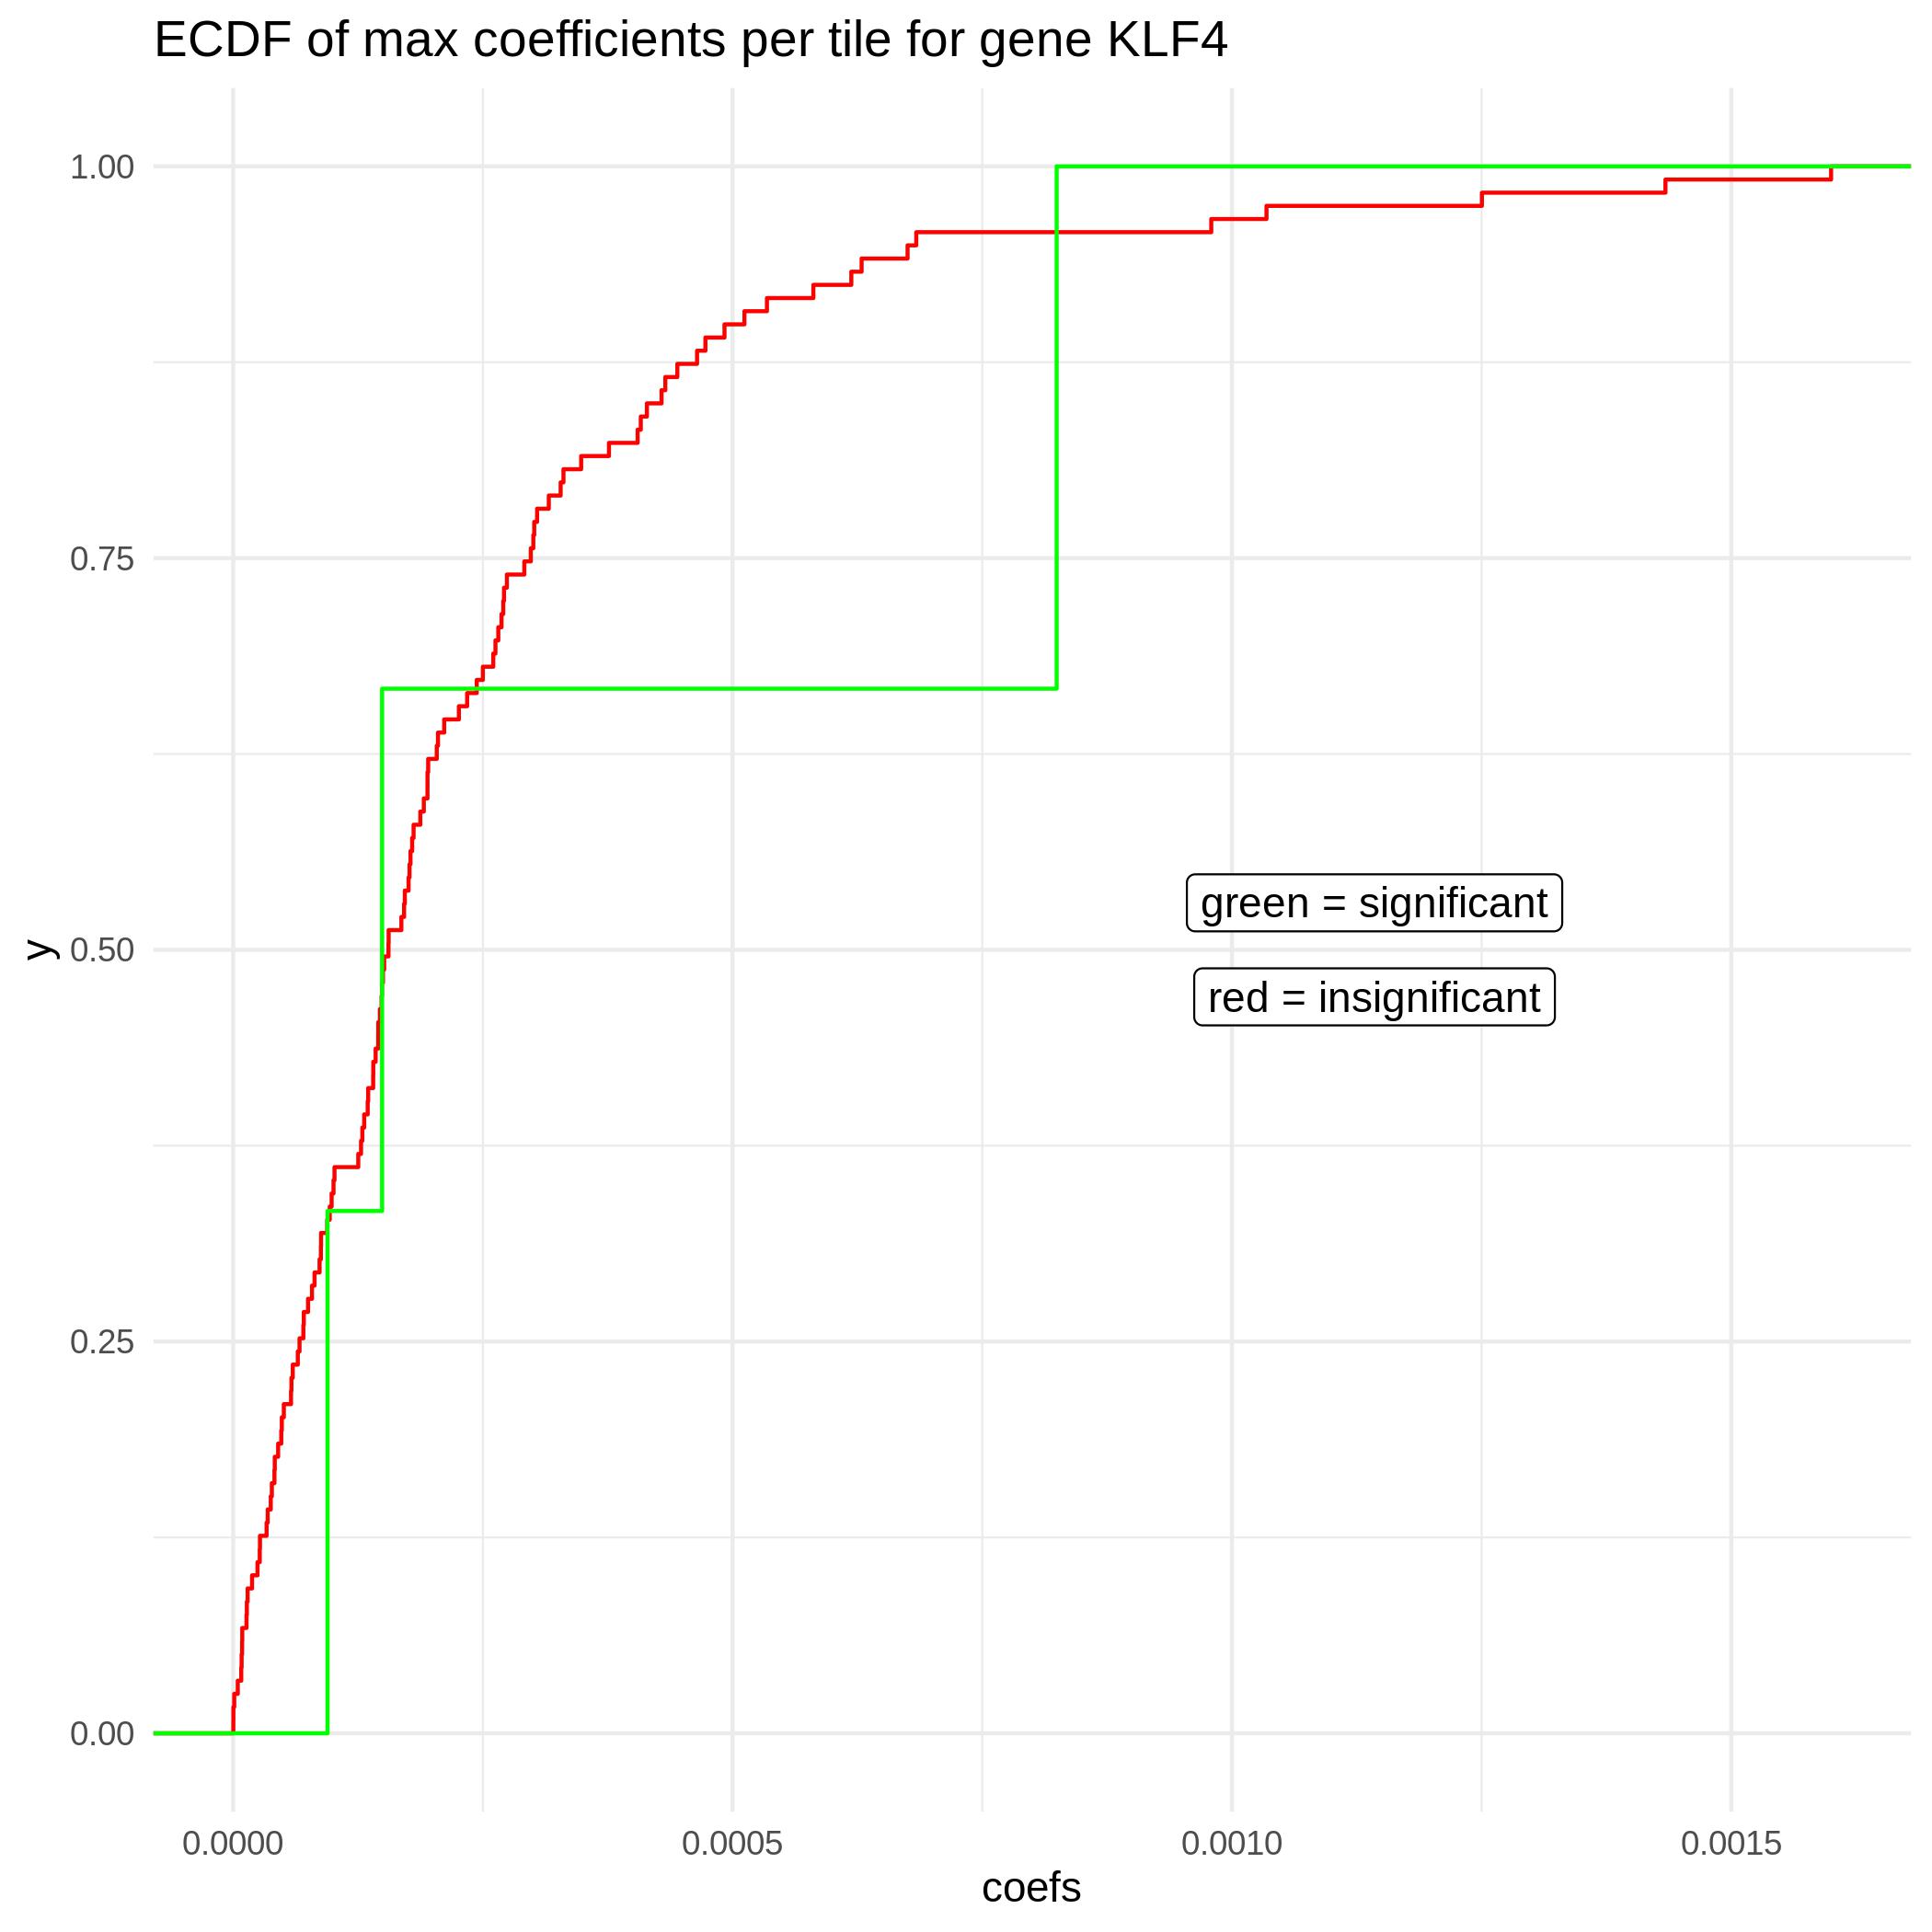 ECDF of max coefficients per tile for gene KLF4
1.00
0.75
0.50
0.25
0.00
y
green = significant
red = insignificant
0.0000 0.0005 0.0010 0.0015
coefs